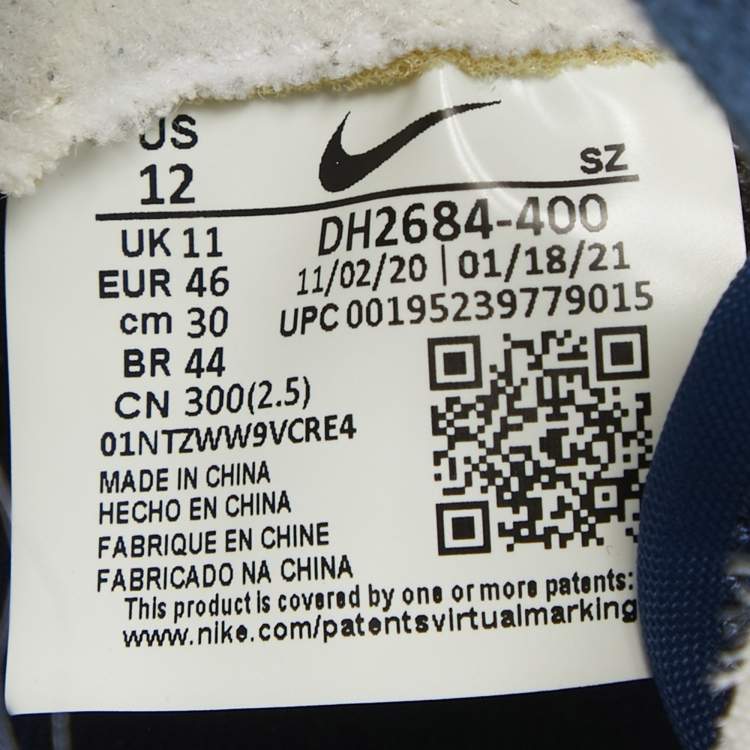 US
12
SZ
UK 11
EUR 46
cm 30
BR 44
CN 300(2.5)
DH2684-400
11/02/20 | 01/18/21
UPC 00195239779015
01NTZWW9VCRE4
MADE IN CHINA
HECHO EN CHINA
FABRIQUE EN CHINE
FABRICADO NA CHINA
This product is covered by one or more patents:
www.nike.com/patentsvirtualmarking